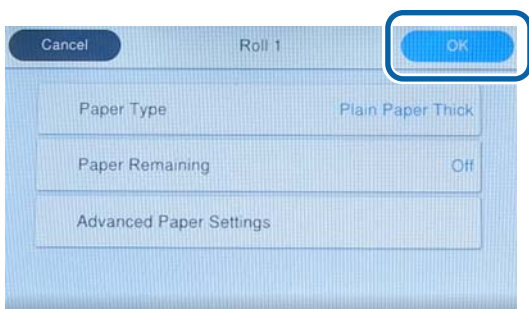 Cancel Roll 1 OK
Paper Type Plain Paper Thick
Paper Remaining Off
Advanced Paper Settings